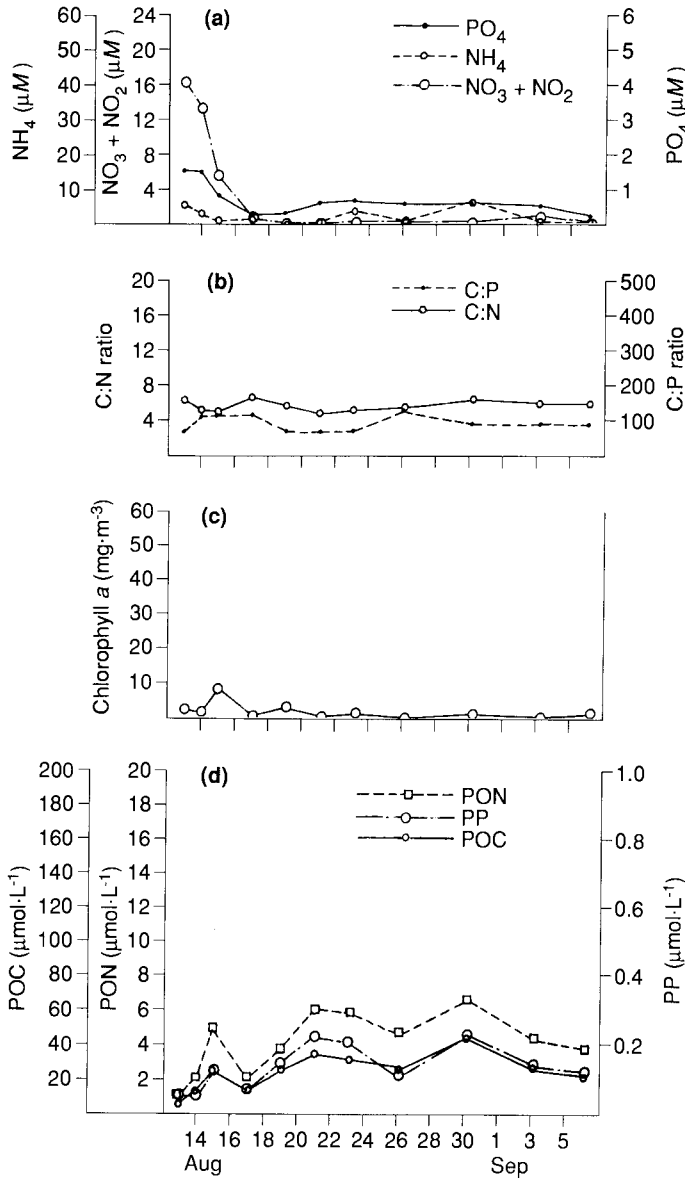 (a)
NH4 (μM)
60
50
40
30
20
10
NO3 + NO2 (μM)
24
20
16
12
8
4
PO4
NH4
NO3 + NO2
6
5
4
3
2
1
PO4 (μM)
(b)
C:N ratio
20
16
12
8
4
C:P
C:N
500
400
300
200
100
C:P ratio
(c)
Chlorophyll a (mg·m-3)
60
50
40
30
20
10
(d)
POC (μmol·L-1)
200
180
160
140
120
100
80
60
40
20
PON (μmol·L-1)
20
18
16
14
12
10
8
6
4
2
PON
PP
POC
1.0
0.8
0.6
0.4
0.2
PP (μmol·L-1)
14 16 18 20 22 24 26 28 30 1 3 5
Aug Sep